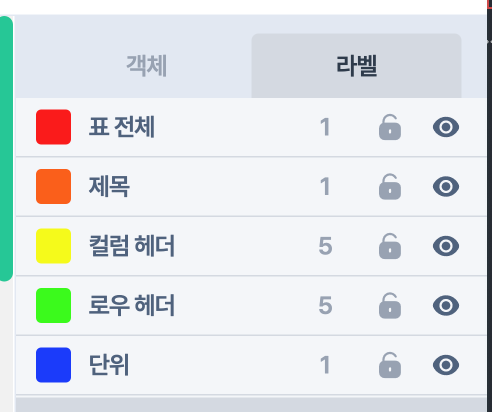 객체 라벨
표 전체 1
제목 1
컬럼 헤더 5
로우 헤더 5
단위 1